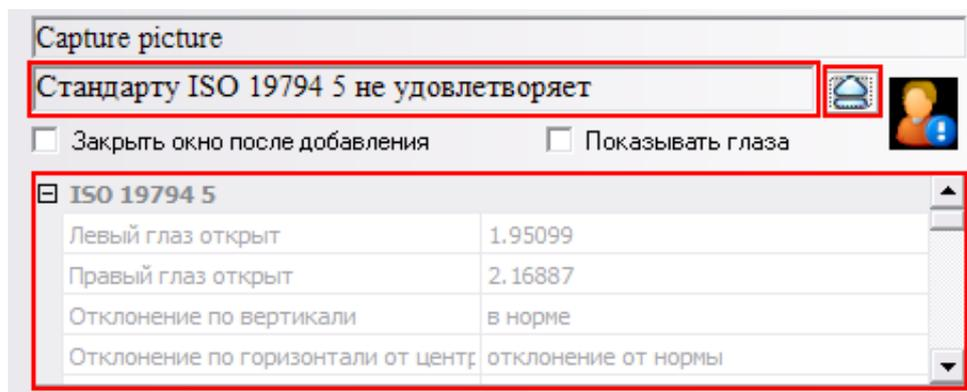 Capture picture
Стандарту ISO 19794 5 не удовлетворяет
Закрыть окно после добавления Показывать глаза
ISO 19794 5
Левый глаз открыт 1.95099
Правый глаз открыт 2.16887
Отклонение по вертикали в норме
Отклонение по горизонтали от центр отклонение от нормы